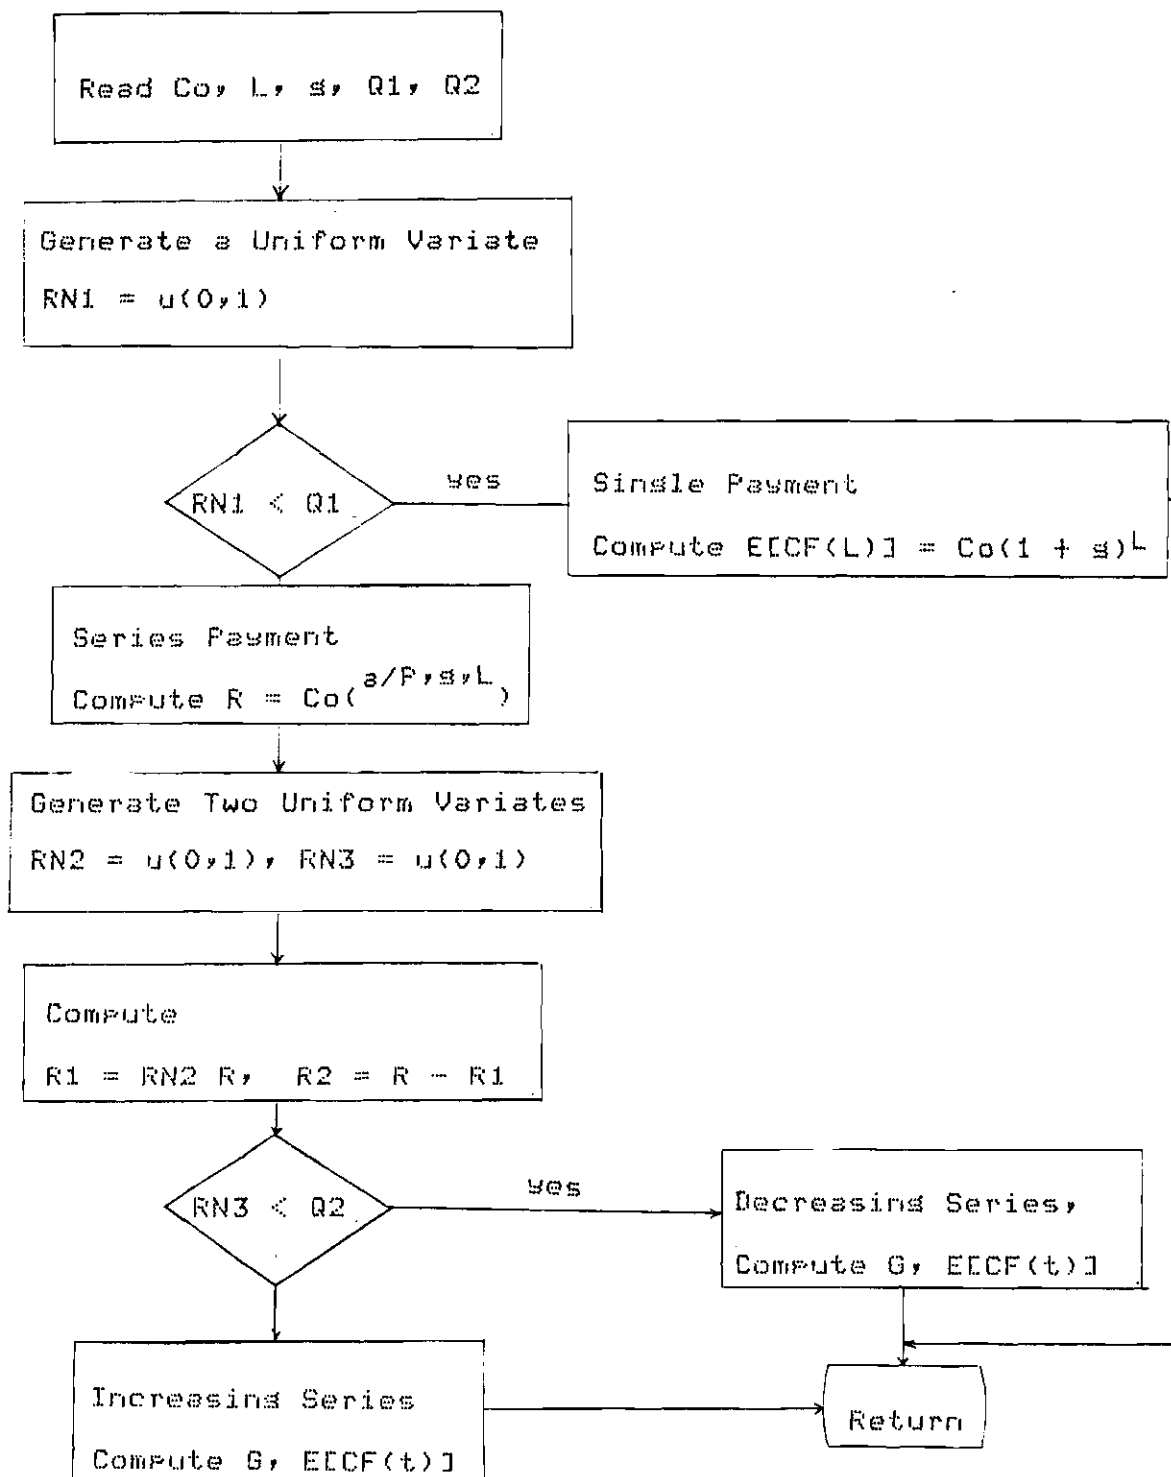 Read Co, L, g, Q1, Q2
Generate a Uniform Variate
RN1 = u(0,1)
RN1 < Q1
yes
Single Payment
Compute E[CF(L)] = Co(1 + g)^L
Series Payment
Compute R = Co(a/P,g,L)
Generate Two Uniform Variates
RN2 = u(0,1), RN3 = u(0,1)
Compute
R1 = RN2 R, R2 = R - R1
RN3 < Q2
yes
Decreasing Series,
Compute G, E[CF(t)]
Increasing Series
Compute G, E[CF(t)]
Return